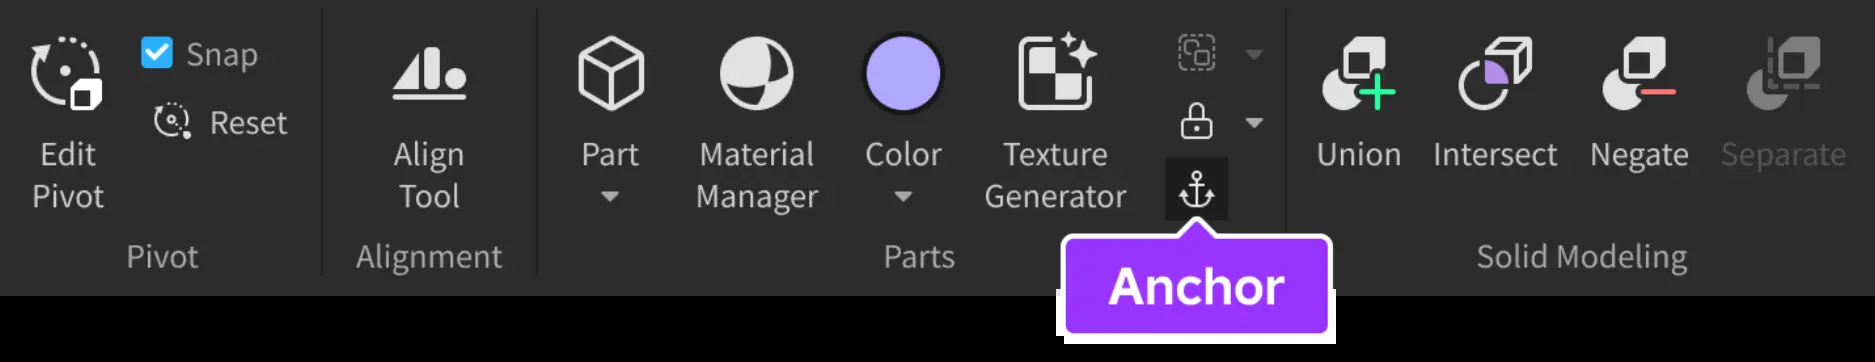 Edit
Pivot
Snap
Reset
Pivot
Align
Tool
Alignment
Part
Material
Manager
Color
Texture
Generator
Parts
Anchor
Union
Intersect
Negate
Separate
Solid Modeling